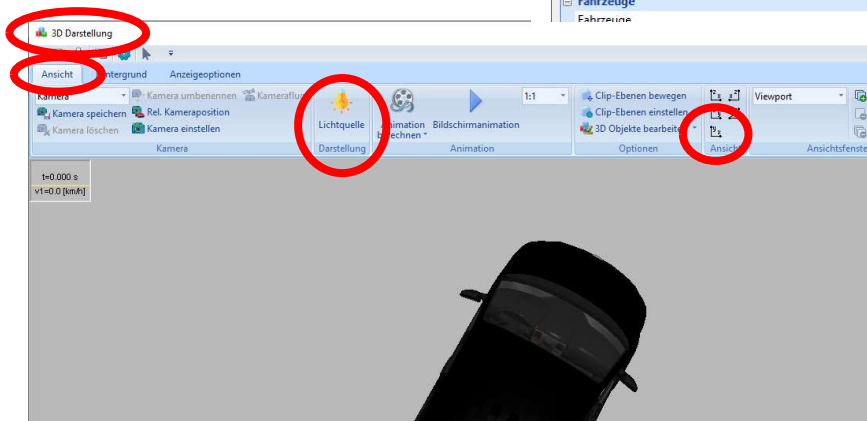 Fahrzeuge
Fahrzeuge
3D Darstellung
Ansicht
Anzeigeoptionen
Kamera
Kamera umbenennen
Kameraflug
Kamera speichern
Rel. Kameraposition
Kamera löschen
Kamera einstellen
Kamera
Lichtquelle
Darstellung
Animation
berechnen
Bildschirmanimation
1:1
Animation
Clip-Ebenen bewegen
Clip-Ebenen einstellen
3D Objekte bearbeiten
Optionen
Ansicht
Viewport
Ansichtsfenste
t=0.000 s
v1=0.0 [km/h]